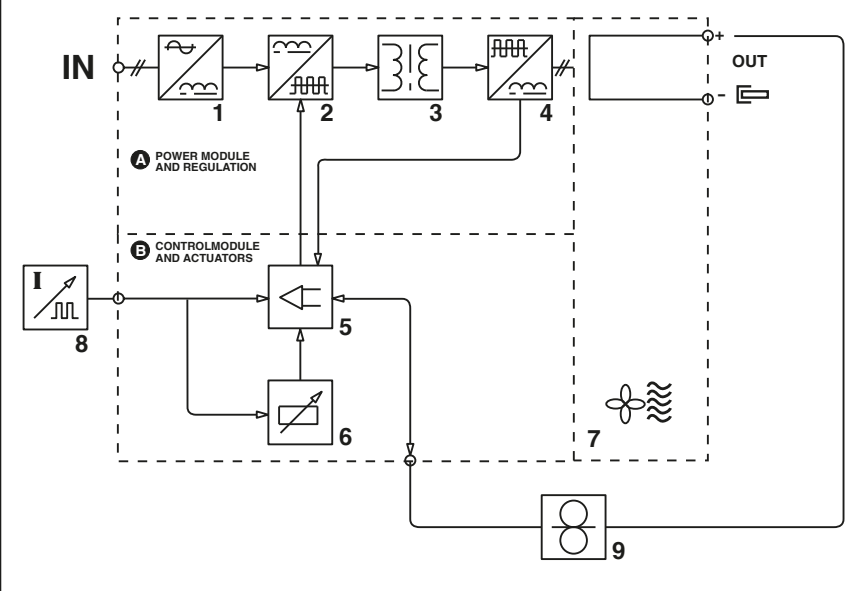 IN
1
2
3
4
+
OUT
-
A POWER MODULE
AND REGULATION
B CONTROLMODULE
AND ACTUATORS
I
8
5
6
7
9